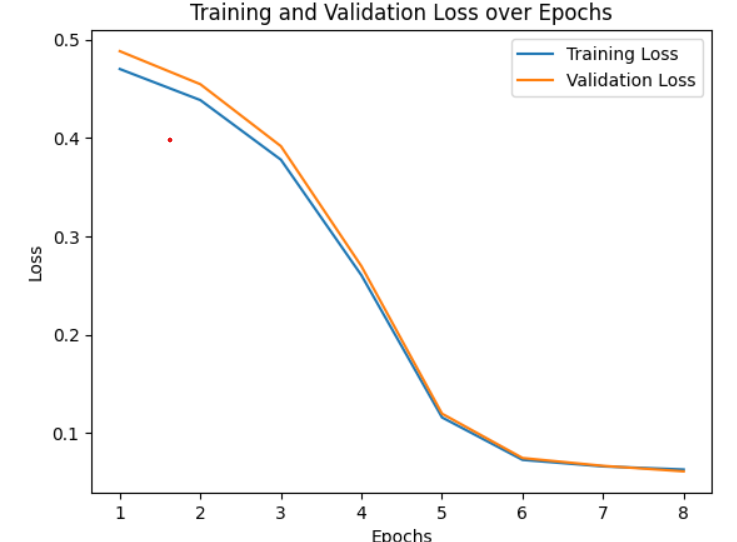 Training and Validation Loss over Epochs
Training Loss
Validation Loss
Loss
0.5
0.4
0.3
0.2
0.1
1 2 3 4 5 6 7 8
Epochs